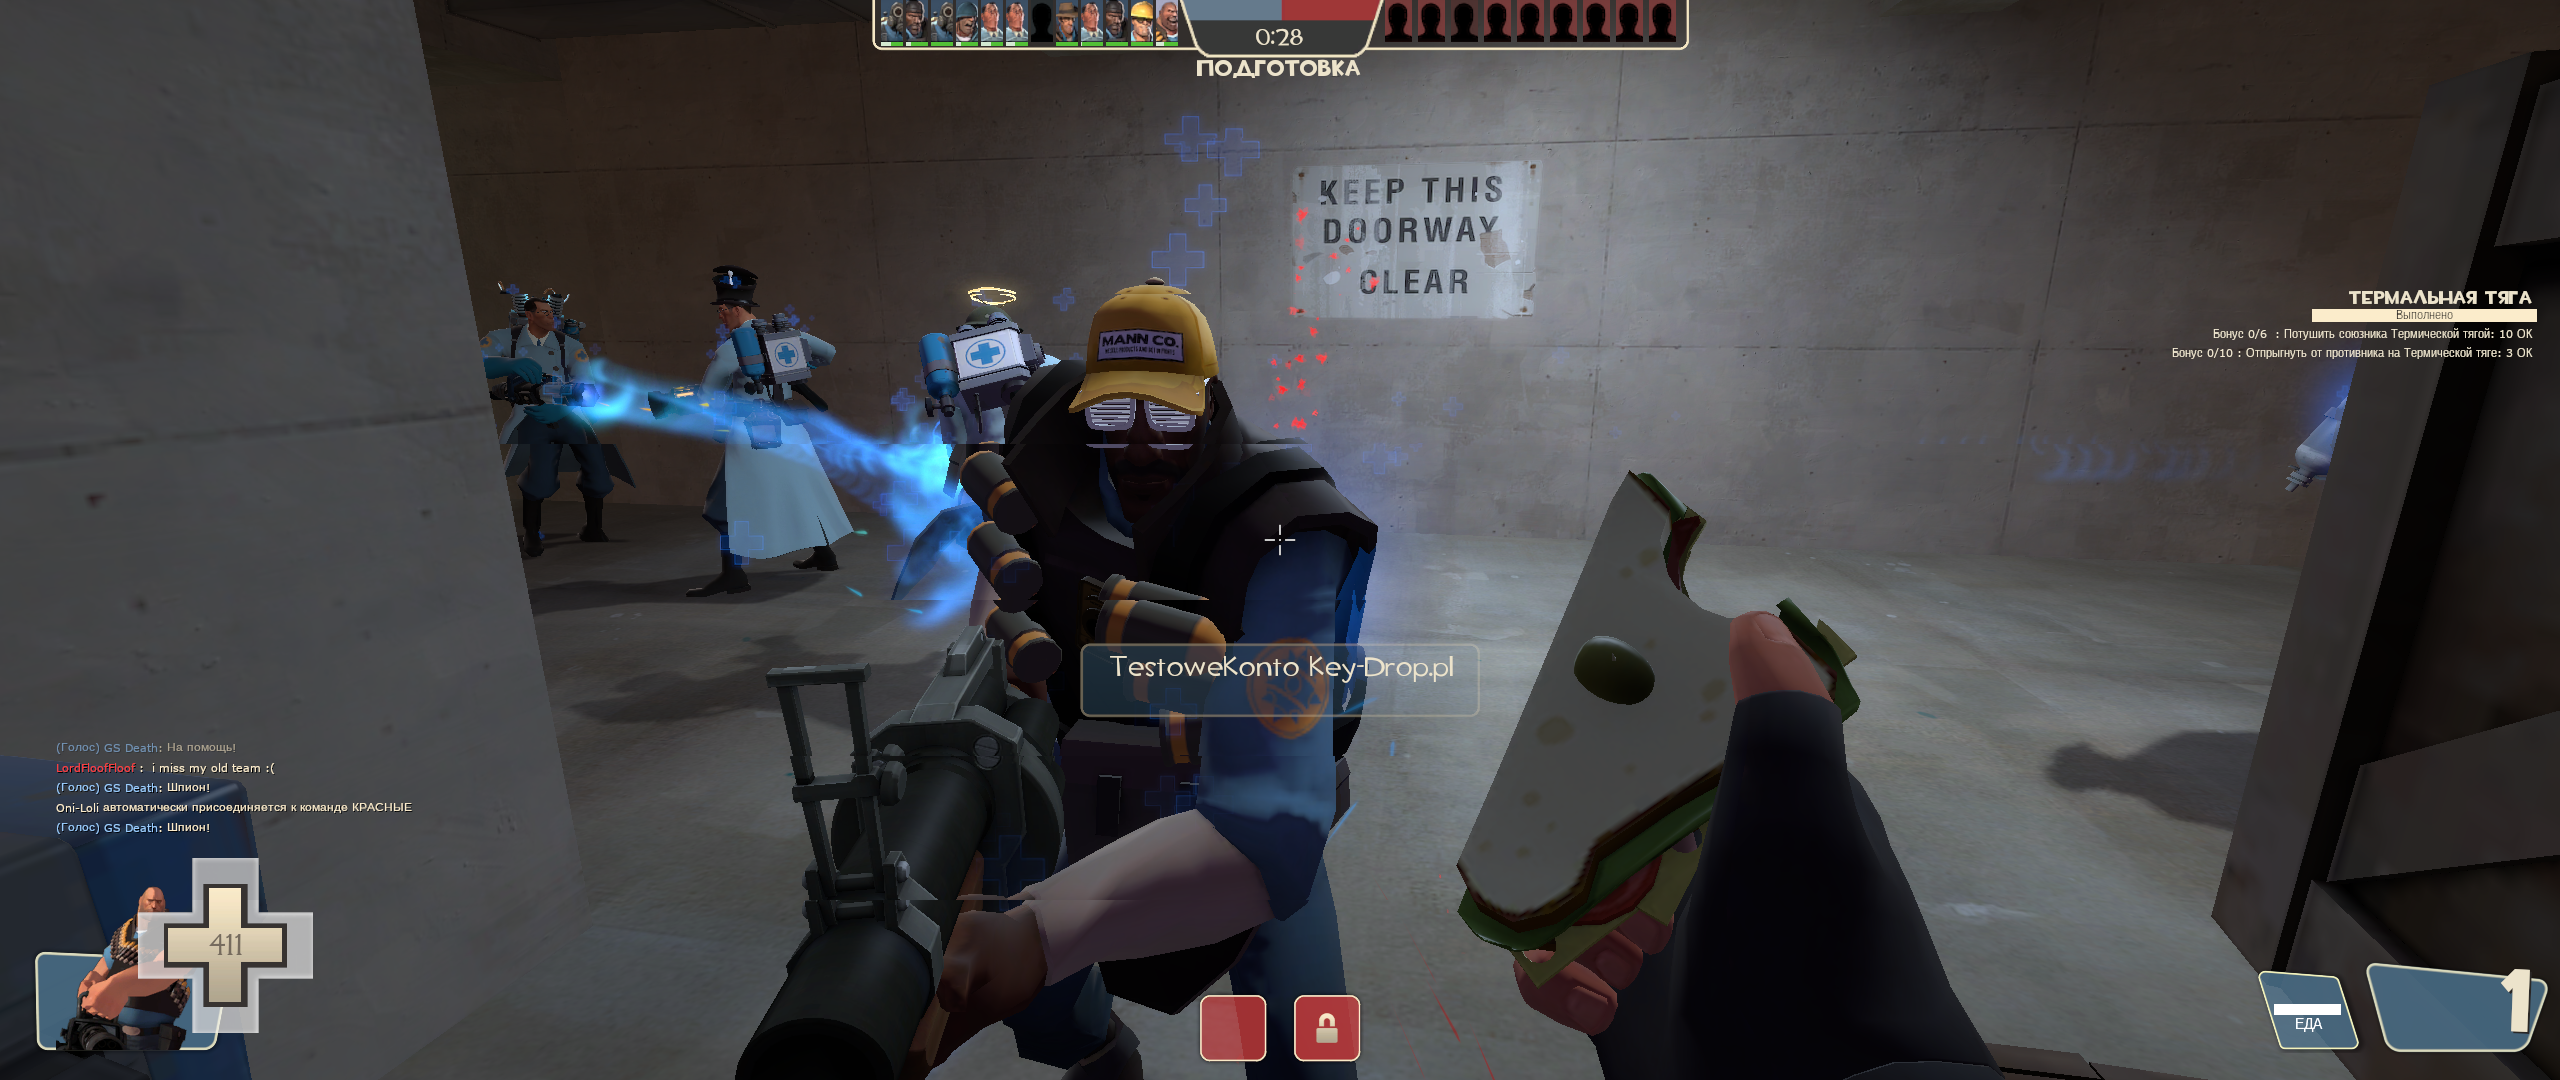 0:28
ПОДГОТОВКА
KEEP THIS
DOORWAY
CLEAR
ТЕРМАЛЬНАЯ ТЯГА
Выполнено
Бонус 0/6 : Потушить союзника Термической тягой: 10 ОК
Бонус 0/10 : Отпрыгнуть от противника на Термической тяге: 3 ОК
MANN CO.
TestoweKonto Key-Drop.pl
(Голос) GS Death: На помощь!
LordFloofFloof : i miss my old team :(
(Голос) GS Death: Шпион!
Oni-Loli автоматически присоединяется к команде КРАСНЫЕ
(Голос) GS Death: Шпион!
411
ЕДА
1